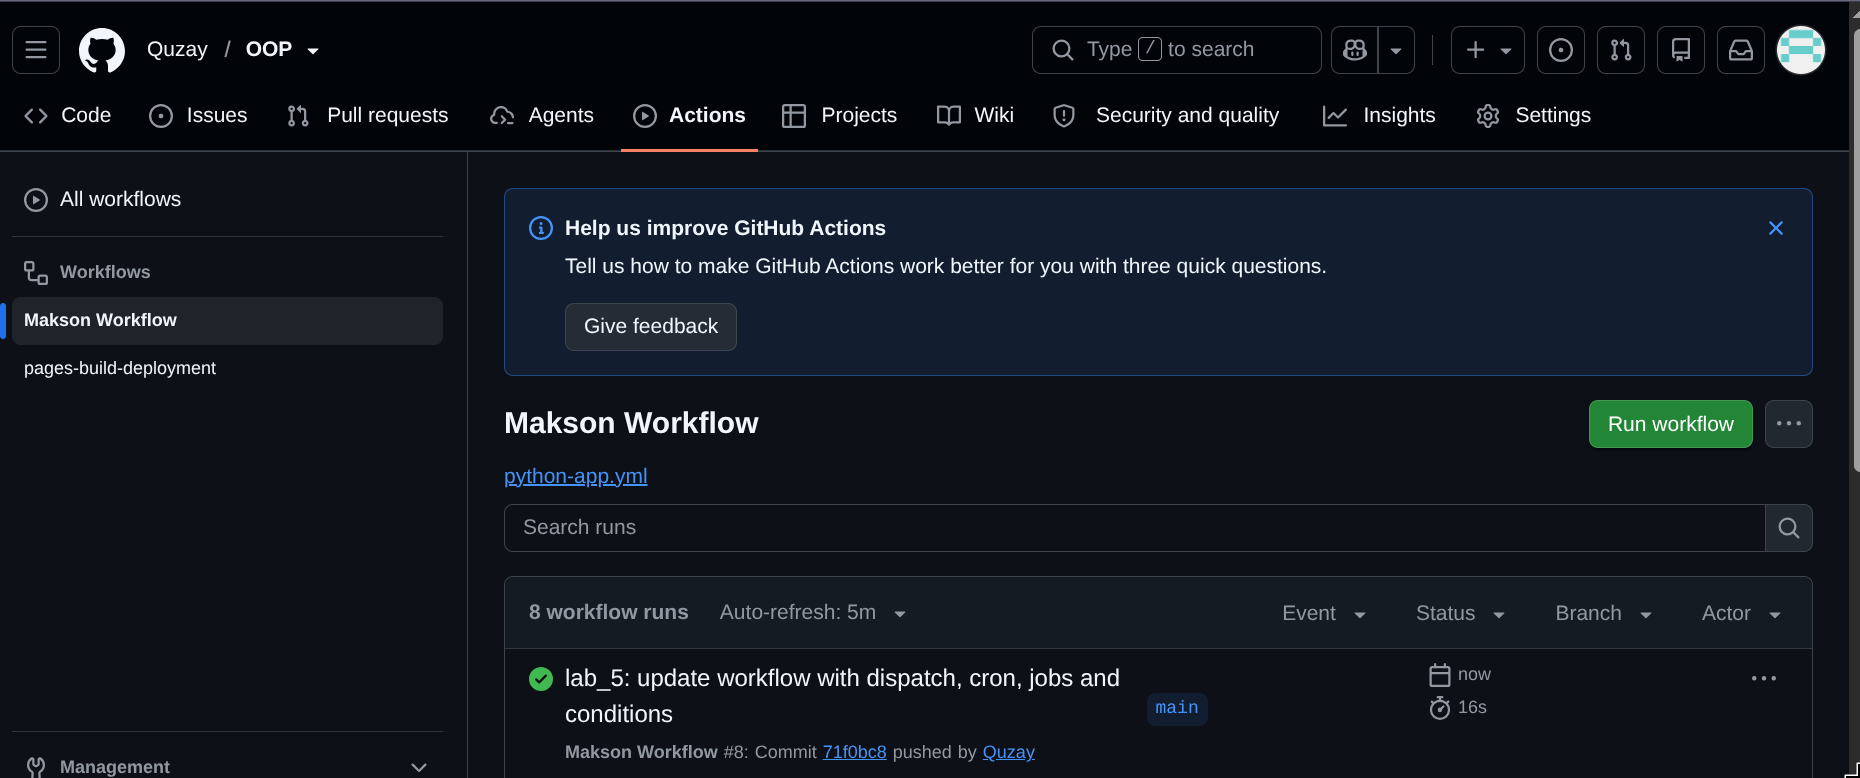 Quzay / OOP
Type / to search
Code
Issues
Pull requests
Agents
Actions
Projects
Wiki
Security and quality
Insights
Settings
All workflows
Workflows
Makson Workflow
pages-build-deployment
Management
Help us improve GitHub Actions
Tell us how to make GitHub Actions work better for you with three quick questions.
Give feedback
Makson Workflow
Run workflow
python-app.yml
Search runs
8 workflow runs
Auto-refresh: 5m
Event
Status
Branch
Actor
lab_5: update workflow with dispatch, cron, jobs and
conditions
main
now
16s
Makson Workflow #8: Commit 71f0bc8 pushed by Quzay